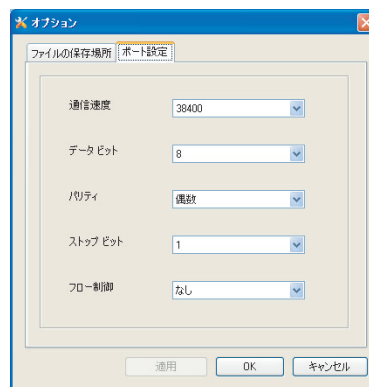 オプション
ファイルの保存場所 ポート設定
通信速度 38400
データ ビット 8
パリティ 偶数
ストップ ビット 1
フロー制御 なし
適用 OK キャンセル